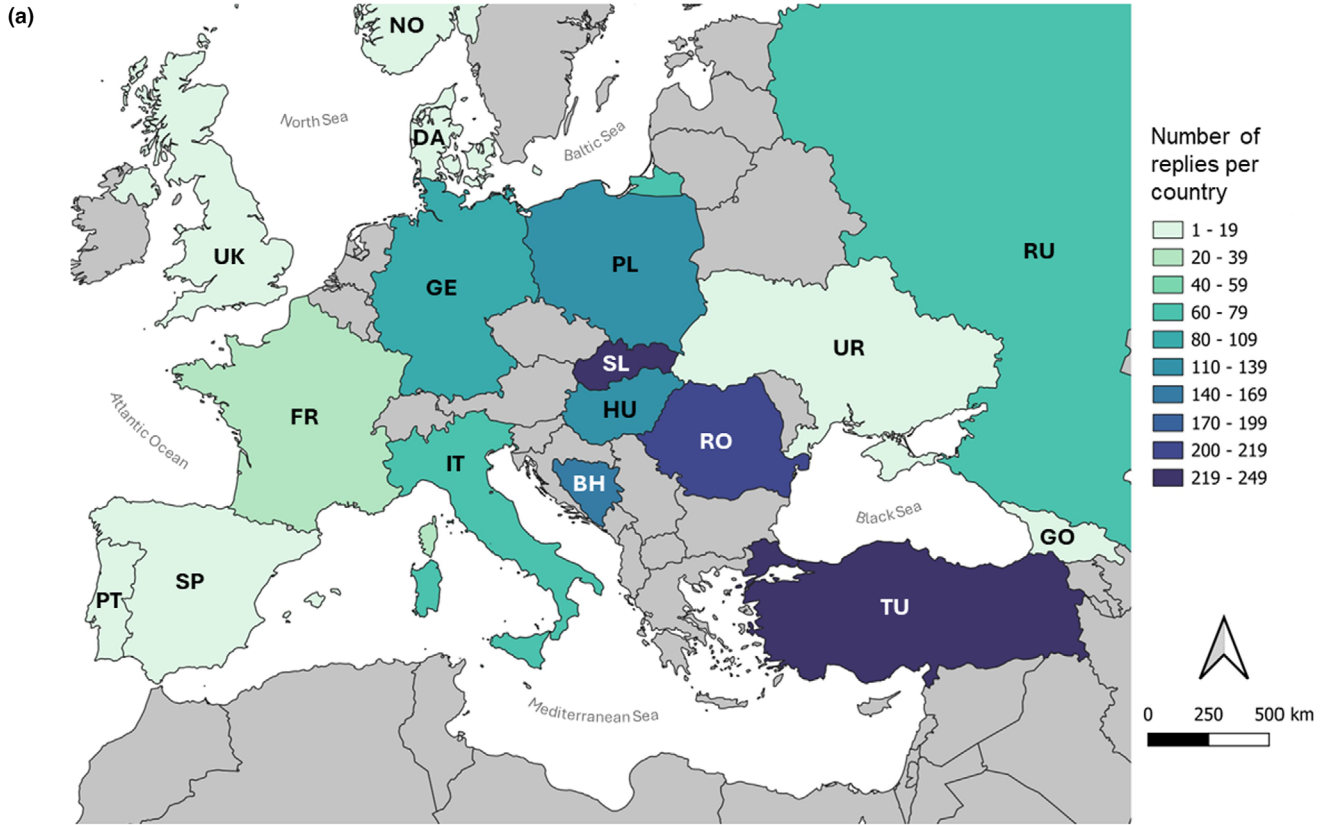 (a)
NO
North Sea
DA
Baltic Sea
Number of
replies per
country
1 - 19
20 - 39
40 - 59
60 - 79
80 - 109
110 - 139
140 - 169
170 - 199
200 - 219
219 - 249
UK
RU
PL
GE
UR
SL
Atlantic Ocean
FR
HU
RO
IT
BH
Black Sea
GO
SP
PT
TU
Mediterranean Sea
0 250 500 km